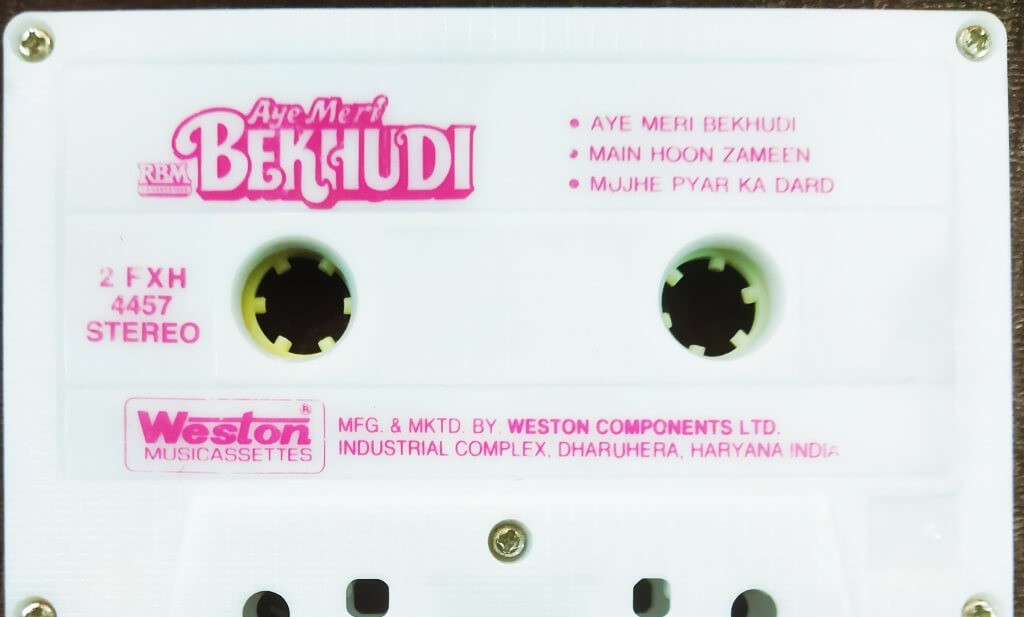 Aye Meri
BEKHUDI
RBM
• AYE MERI BEKHUDI
• MAIN HOON ZAMEEN
• MUJHE PYAR KA DARD
2 FXH
4457
STEREO
Weston®
MUSICASSETTES
MFG. & MKTD. BY. WESTON COMPONENTS LTD.
INDUSTRIAL COMPLEX, DHARUHERA, HARYANA INDIA